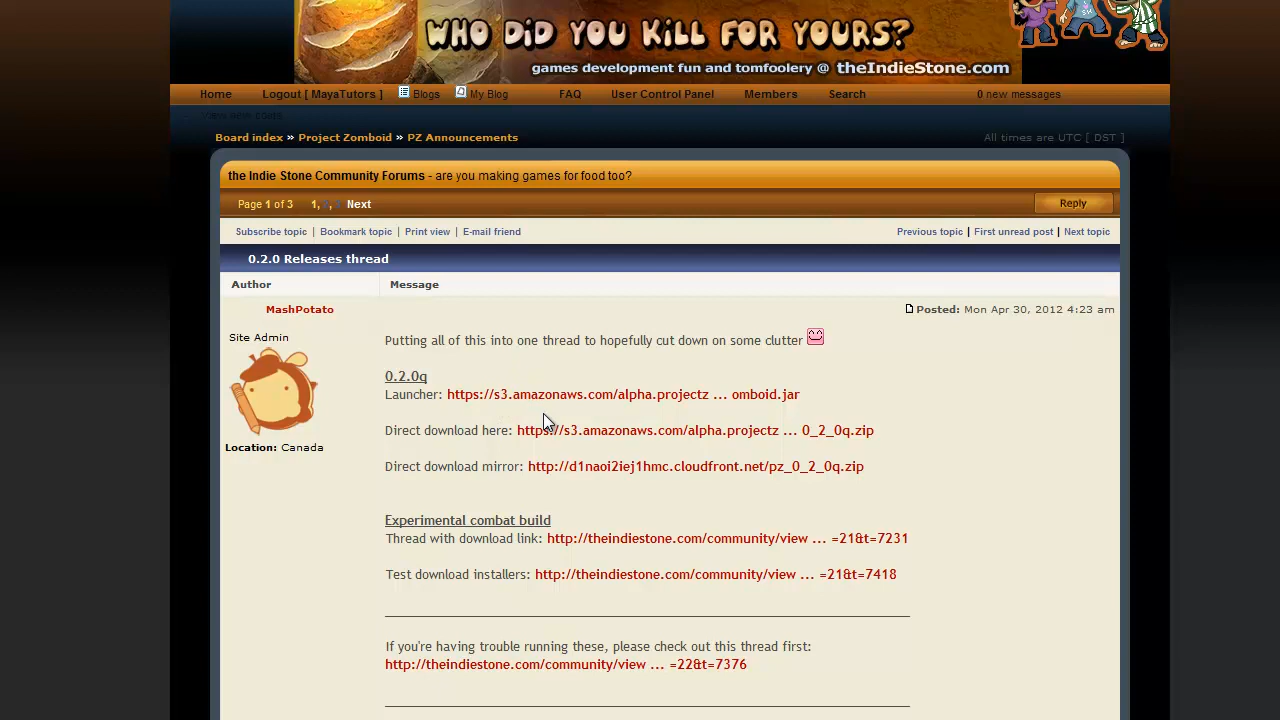 WHO DID YOU KILL FOR YOURS?
games development fun and tomfoolery @ theIndieStone.com
Home Logout [ MayaTutors ] Blogs My Blog FAQ User Control Panel Members Search 0 new messages
View new posts
Board index » Project Zomboid » PZ Announcements All times are UTC [ DST ]
the Indie Stone Community Forums - are you making games for food too?
Page 1 of 3 1, 2, 3 Next Reply
Subscribe topic | Bookmark topic | Print view | E-mail friend Previous topic | First unread post | Next topic
0.2.0 Releases thread
Author Message
MashPotato Posted: Mon Apr 30, 2012 4:23 am
Site Admin
Putting all of this into one thread to hopefully cut down on some clutter
0.2.0q
Launcher: https://s3.amazonaws.com/alpha.projectz ... omboid.jar
Direct download here: https://s3.amazonaws.com/alpha.projectz ... 0_2_0q.zip
Location: Canada
Direct download mirror: http://d1naoi2iej1hmc.cloudfront.net/pz_0_2_0q.zip
Experimental combat build
Thread with download link: http://theindiestone.com/community/view ... =21&t=7231
Test download installers: http://theindiestone.com/community/view ... =21&t=7418
If you're having trouble running these, please check out this thread first:
http://theindiestone.com/community/view ... =22&t=7376